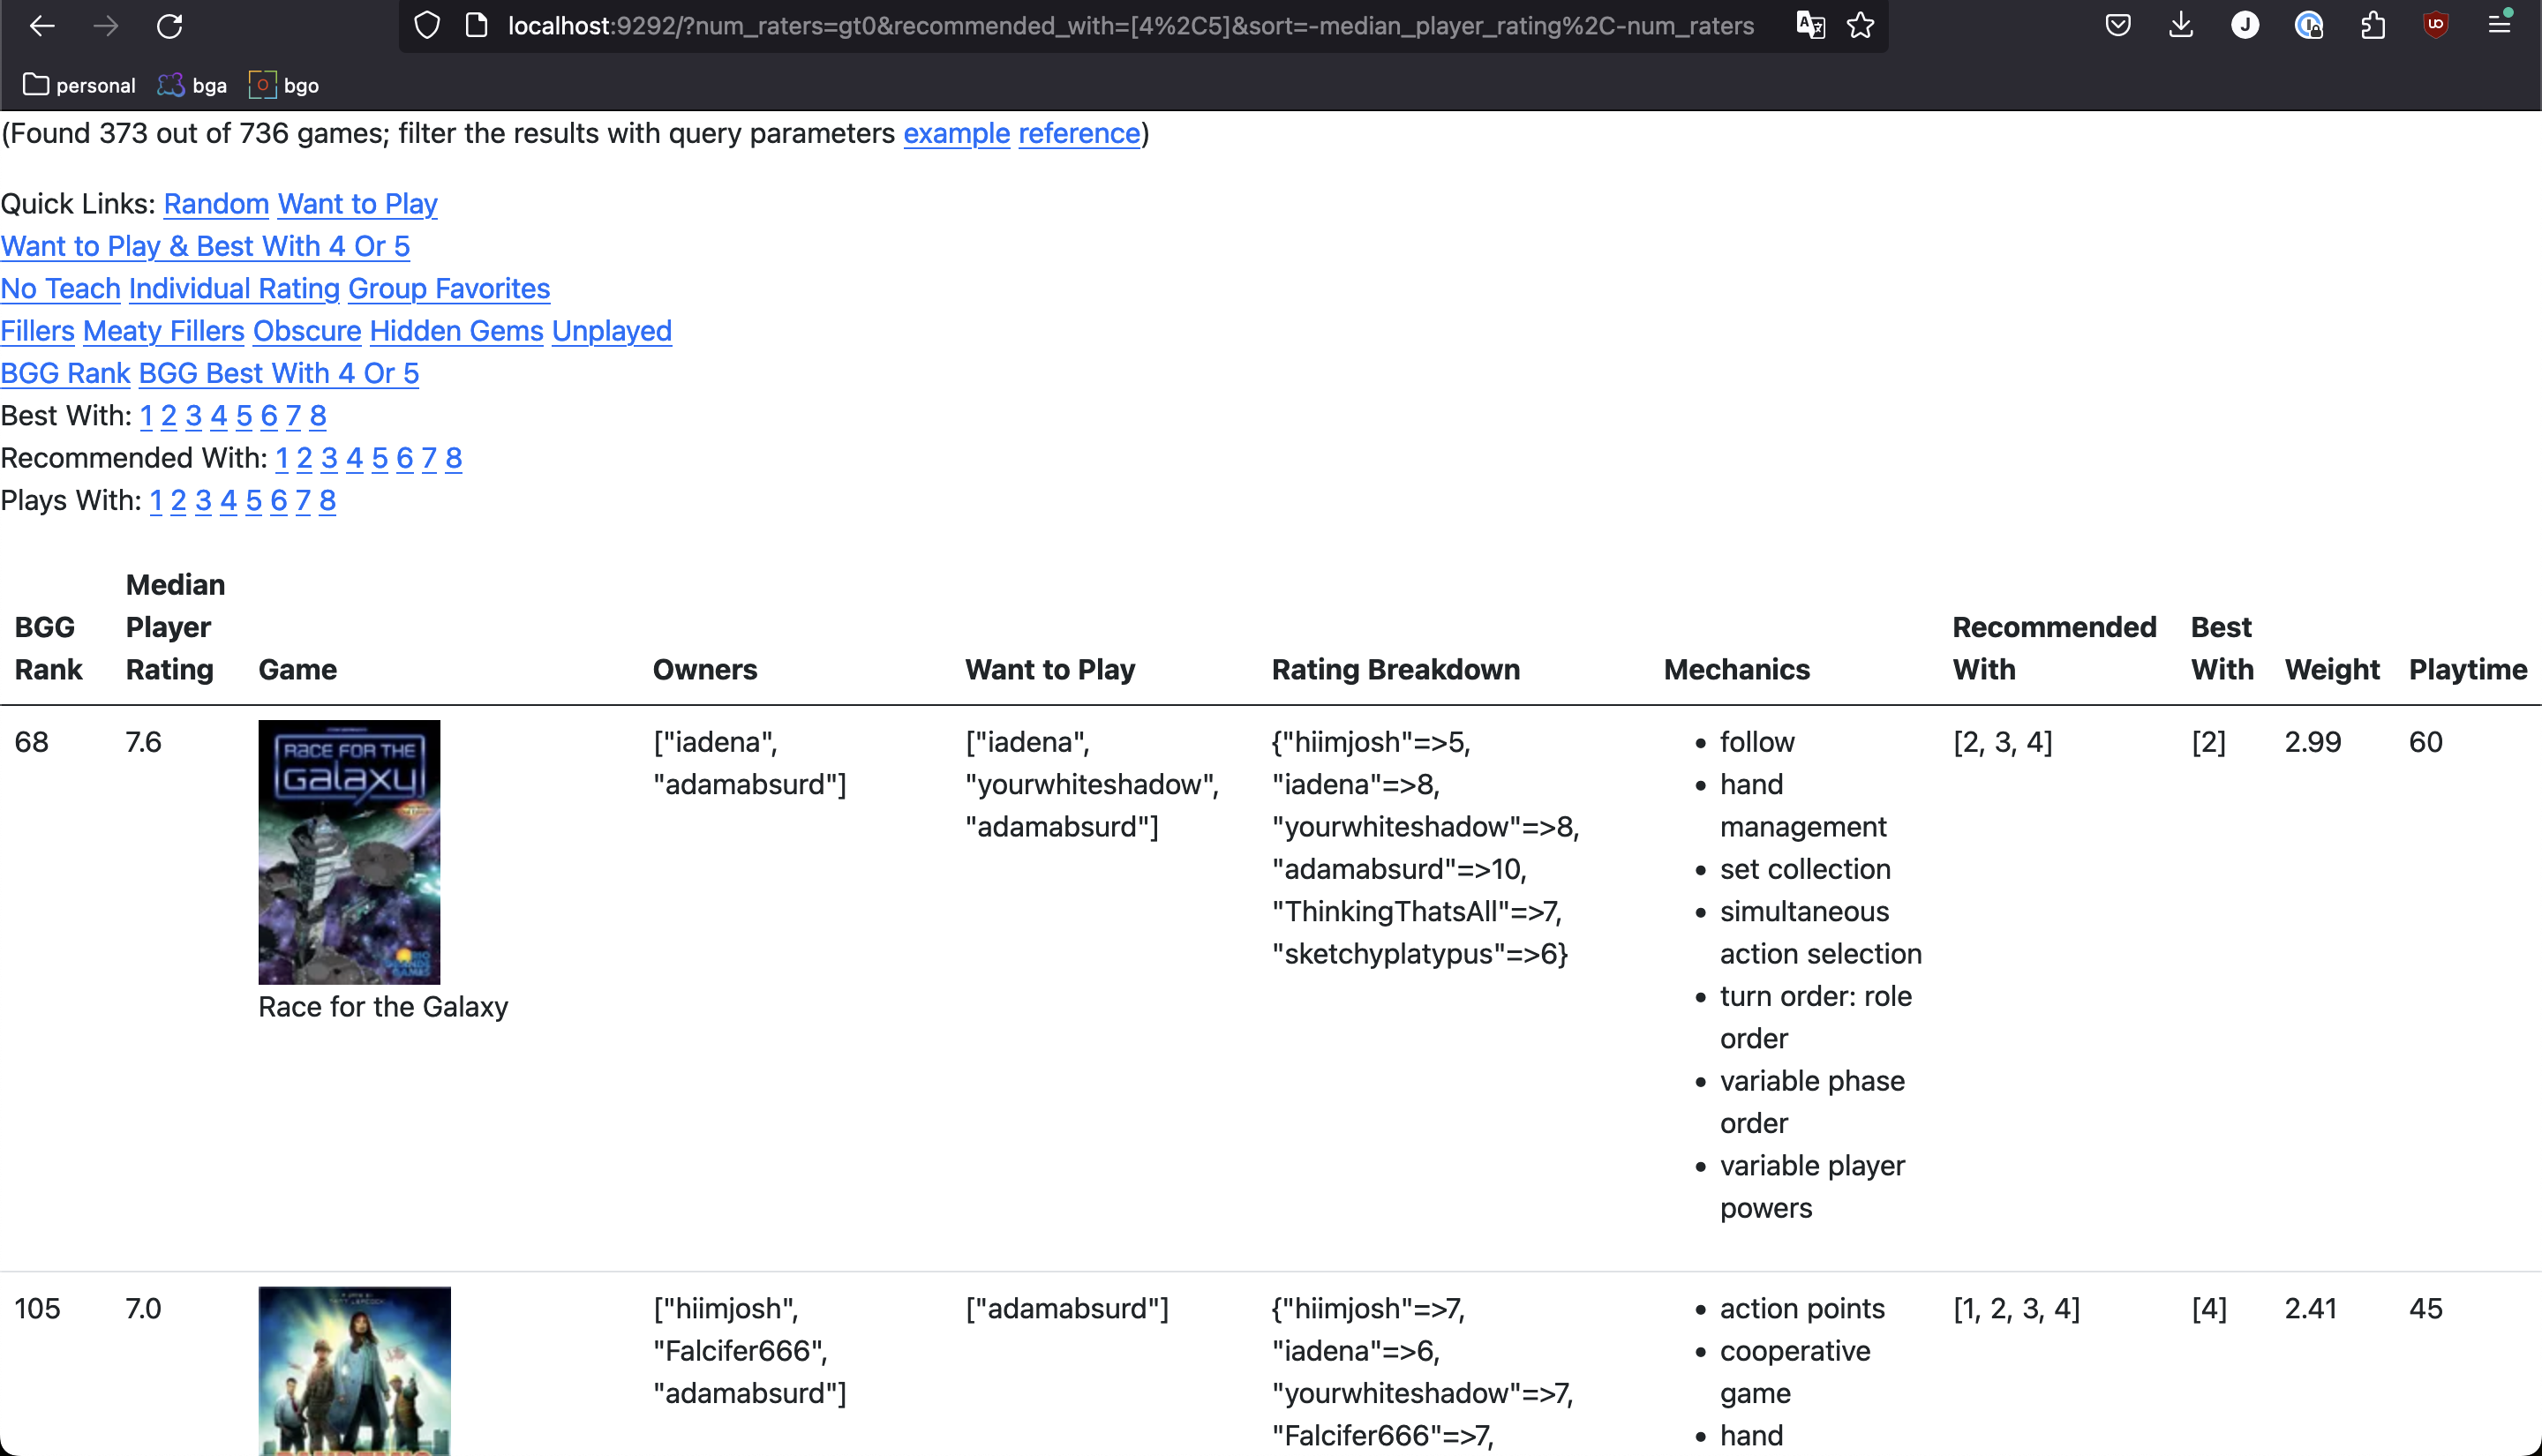 localhost:9292/?num_raters=gt0&recommended_with=[4%2C5]&sort=-median_player_rating%2C-num_raters
personal bga bgo
(Found 373 out of 736 games; filter the results with query parameters example reference)
Quick Links: Random Want to Play
Want to Play & Best With 4 Or 5
No Teach Individual Rating Group Favorites
Fillers Meaty Fillers Obscure Hidden Gems Unplayed
BGG Rank BGG Best With 4 Or 5
Best With: 1 2 3 4 5 6 7 8
Recommended With: 1 2 3 4 5 6 7 8
Plays With: 1 2 3 4 5 6 7 8
BGG Rank
Median Player Rating
Game
Owners
Want to Play
Rating Breakdown
Mechanics
Recommended With
Best With
Weight
Playtime
68
7.6
RACE FOR THE
GALAXY
Race for the Galaxy
["iadena",
"adamabsurd"]
["iadena",
"yourwhiteshadow",
"adamabsurd"]
{"hiimjosh"=>5,
"iadena"=>8,
"yourwhiteshadow"=>8,
"adamabsurd"=>10,
"ThinkingThatsAll"=>7,
"sketchyplatypus"=>6}
• follow
• hand
management
• set collection
• simultaneous
action selection
• turn order: role
order
• variable phase
order
• variable player
powers
[2, 3, 4]
[2]
2.99
60
105
7.0
["hiimjosh",
"Falcifer666",
"adamabsurd"]
["adamabsurd"]
{"hiimjosh"=>7,
"iadena"=>6,
"yourwhiteshadow"=>7,
"Falcifer666"=>7,
• action points
• cooperative
game
• hand
[1, 2, 3, 4]
[4]
2.41
45